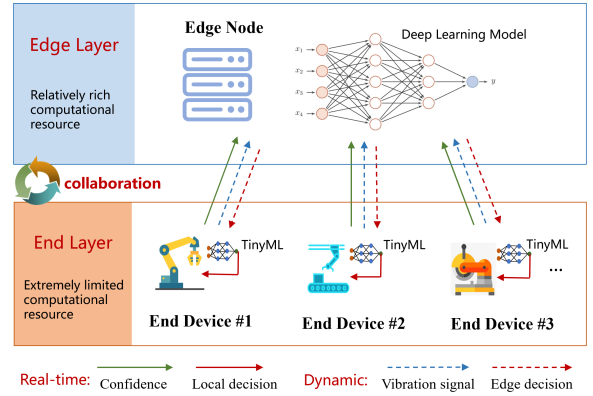 Edge Layer
Relatively rich
computational
resource
Edge Node
Deep Learning Model
x1
x2
x3
x4
y
collaboration
End Layer
Extremely limited
computational
resource
TinyML
TinyML
TinyML
...
End Device #1
End Device #2
End Device #3
Real-time:
Confidence
Local decision
Dynamic:
Vibration signal
Edge decision